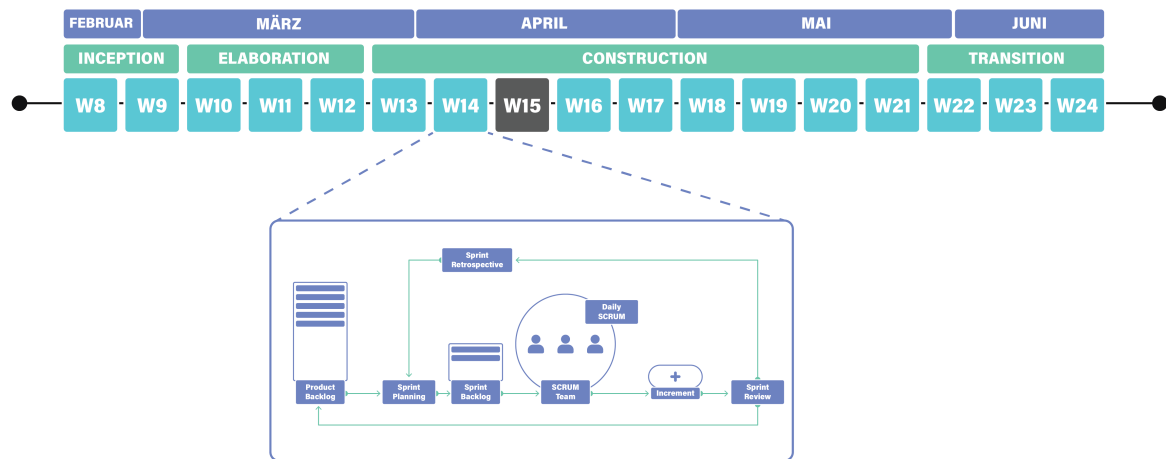 FEBRUAR MÄRZ APRIL MAI JUNI
INCEPTION ELABORATION CONSTRUCTION TRANSITION
W8 W9 W10 W11 W12 W13 W14 W15 W16 W17 W18 W19 W20 W21 W22 W23 W24
Sprint
Retrospective
Daily
SCRUM
Product
Backlog
Sprint
Planning
Sprint
Backlog
SCRUM
Team
+
Increment
Sprint
Review